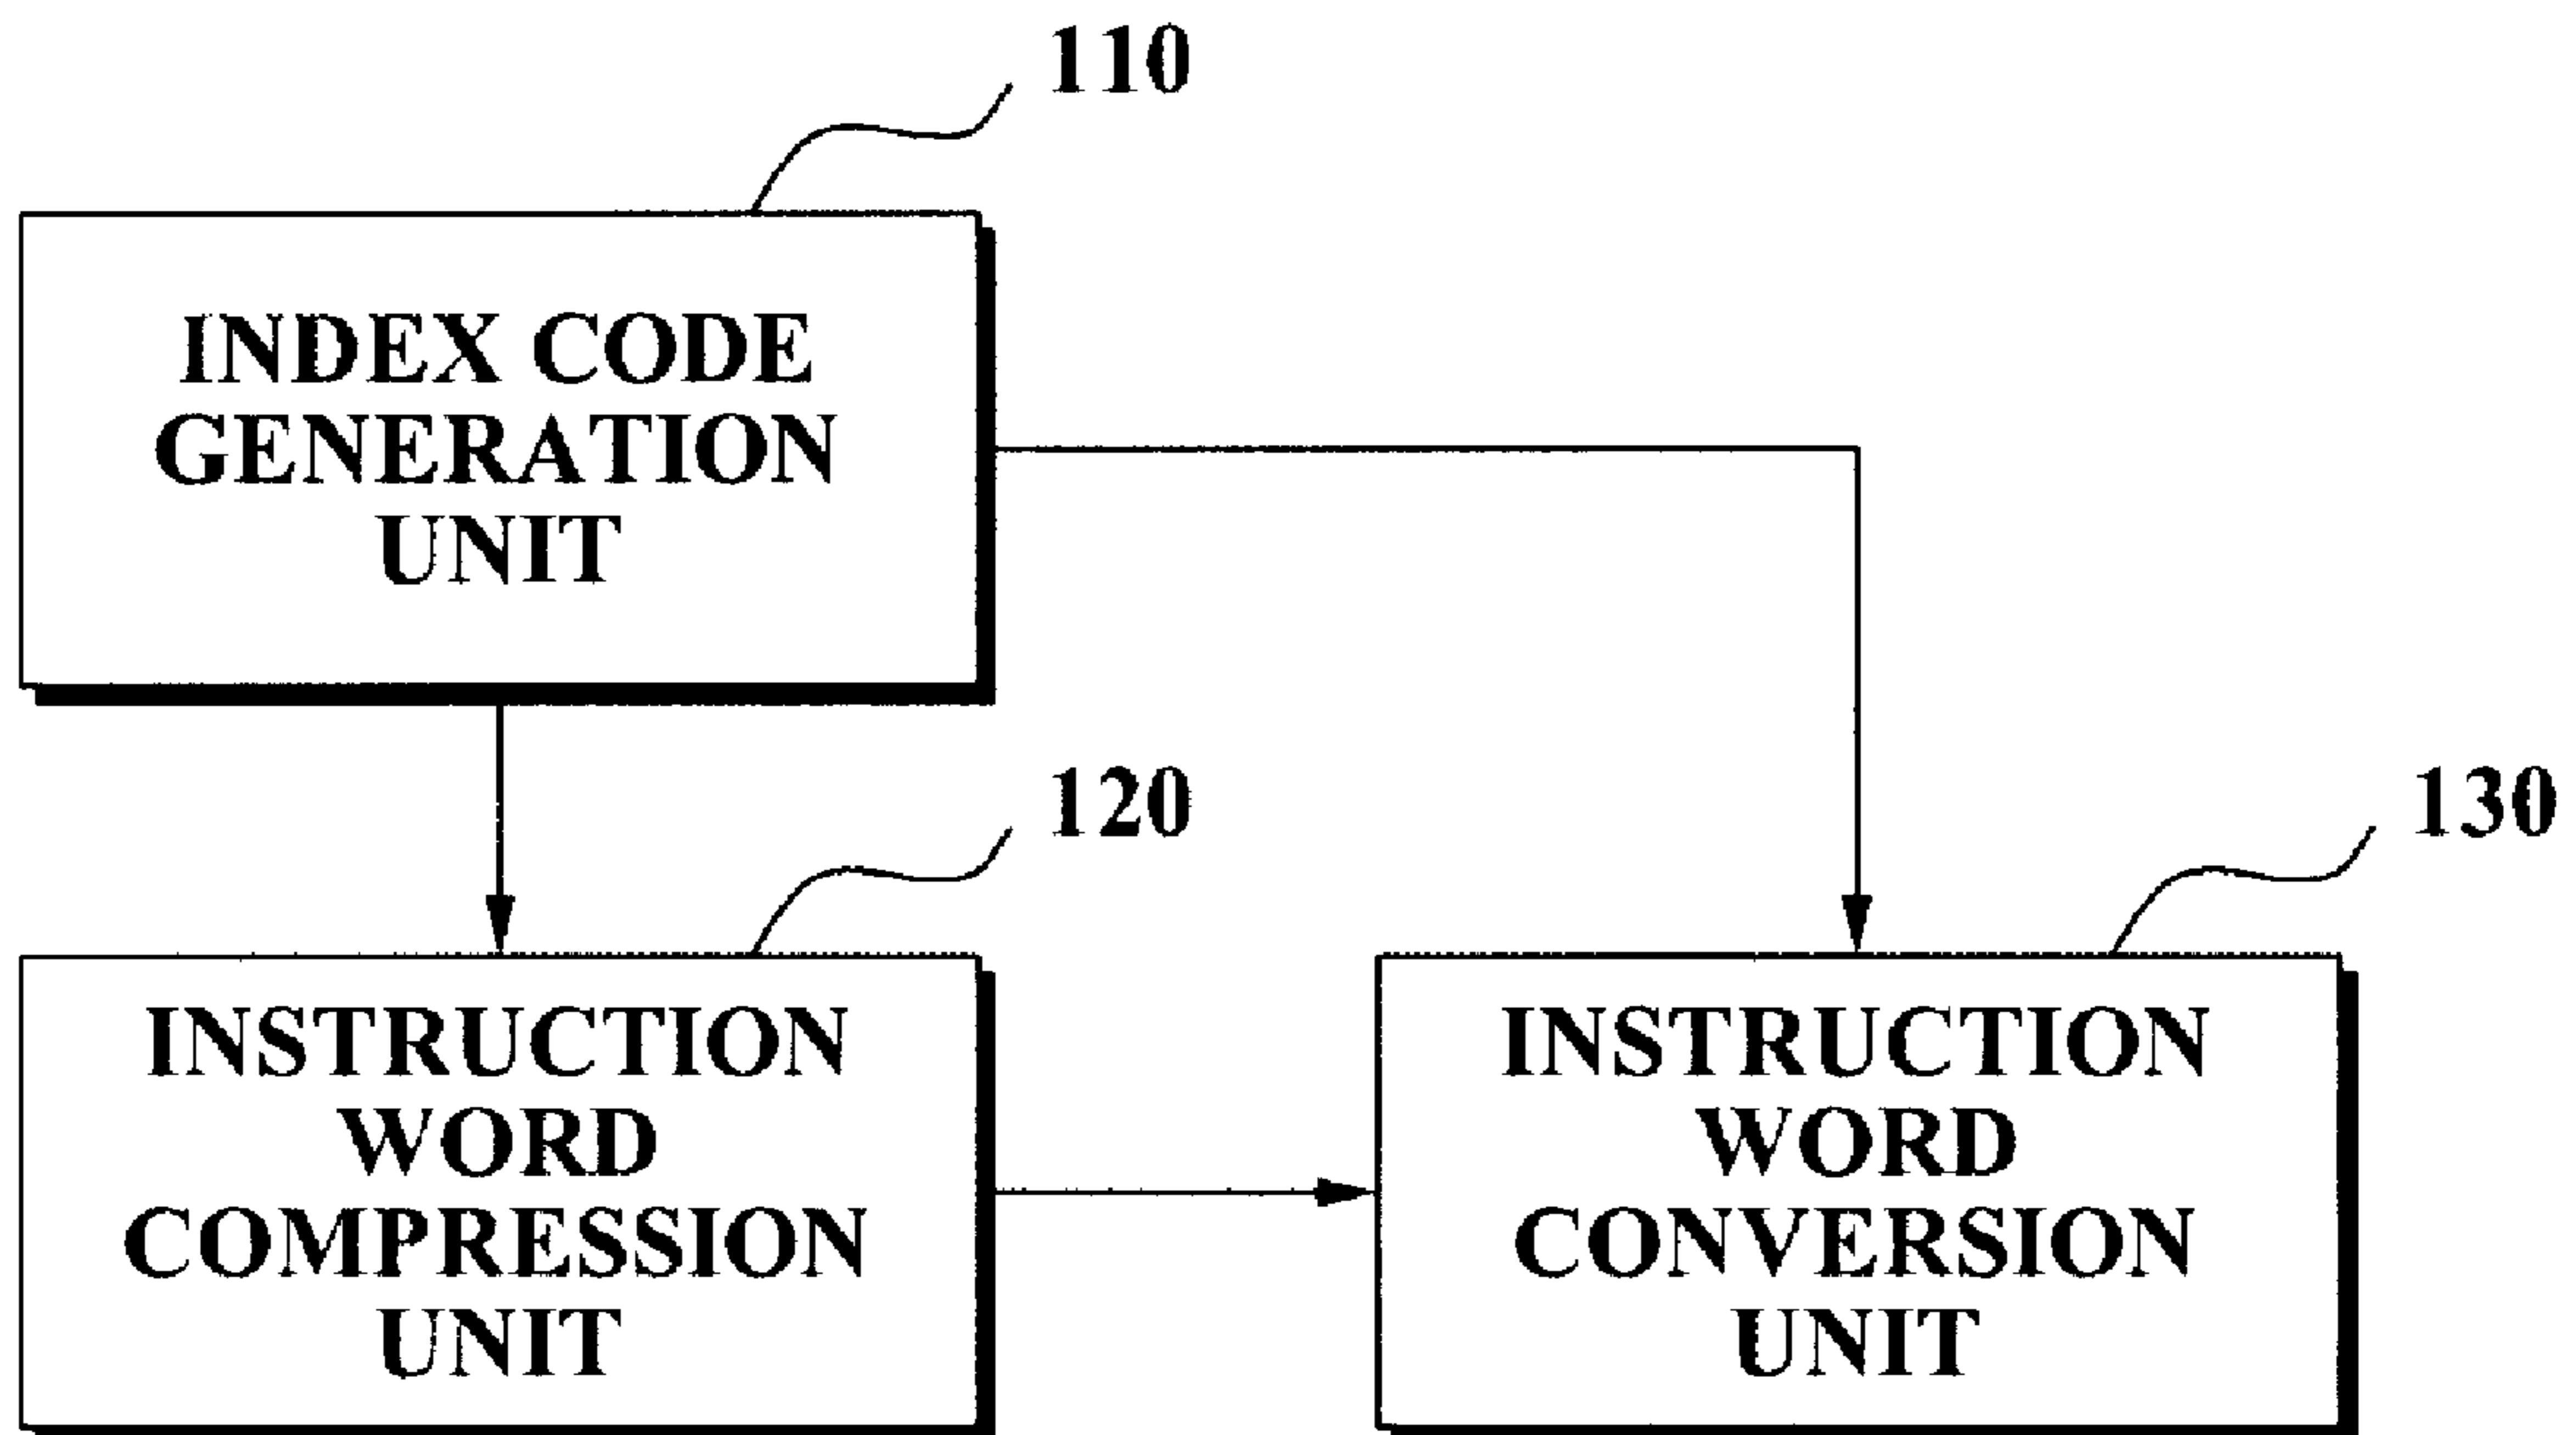 110
INDEX CODE
GENERATION
UNIT
120
130
INSTRUCTION
WORD
COMPRESSION
UNIT
INSTRUCTION
WORD
CONVERSION
UNIT